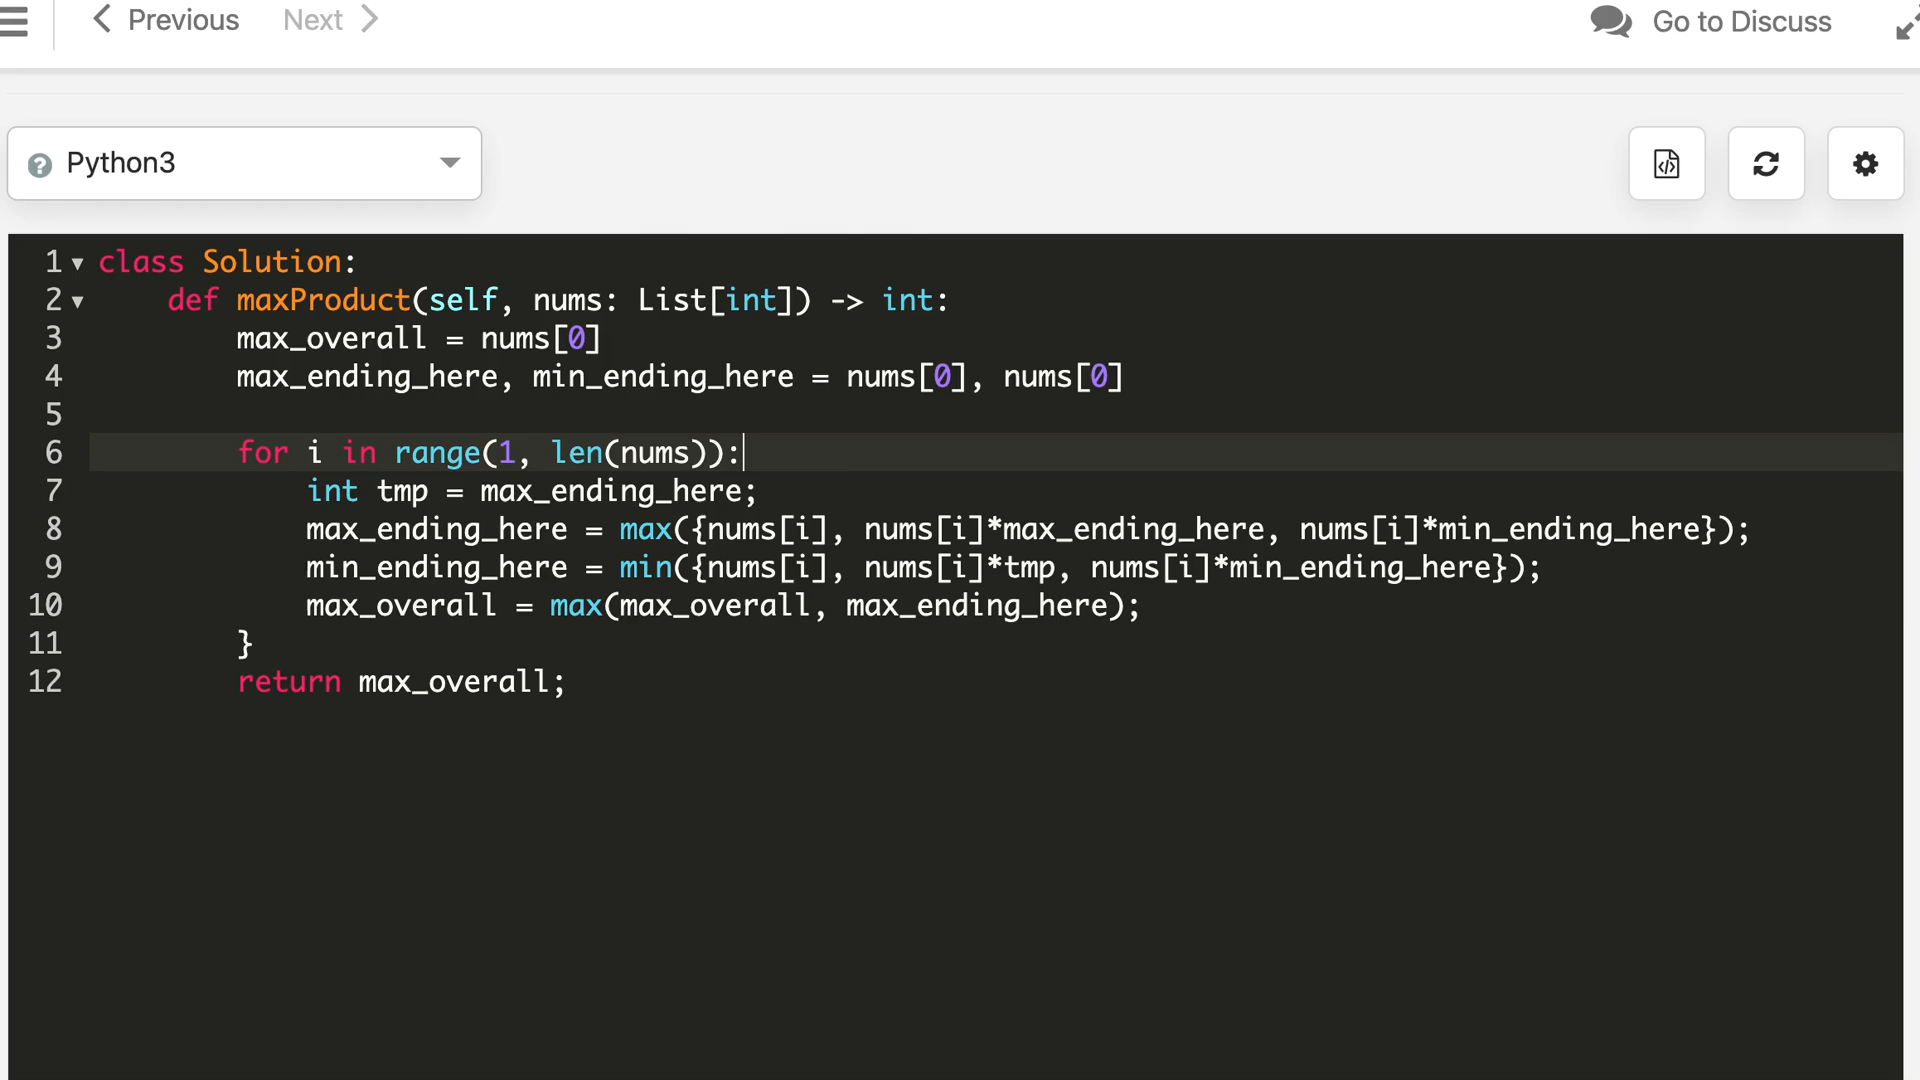 Previous Next Go to Discuss
Python3
1 class Solution:
2 def maxProduct(self, nums: List[int]) -> int:
3 max_overall = nums[0]
4 max_ending_here, min_ending_here = nums[0], nums[0]
5
6 for i in range(1, len(nums)):
7 int tmp = max_ending_here;
8 max_ending_here = max({nums[i], nums[i]*max_ending_here, nums[i]*min_ending_here});
9 min_ending_here = min({nums[i], nums[i]*tmp, nums[i]*min_ending_here});
10 max_overall = max(max_overall, max_ending_here);
11 }
12 return max_overall;